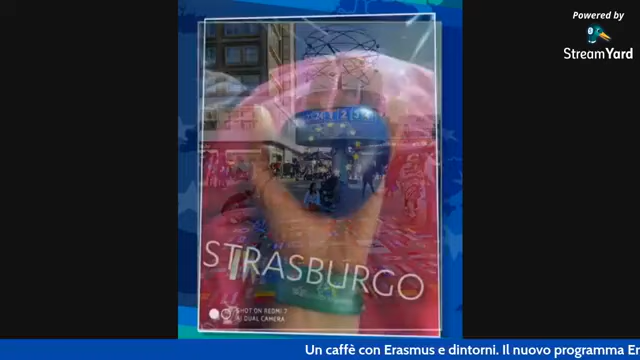 Powered by
StreamYard
STRASBURGO
SHOT ON REDMI 7
AI DUAL CAMERA
Un caffè con Erasmus e dintorni. Il nuovo programma Er